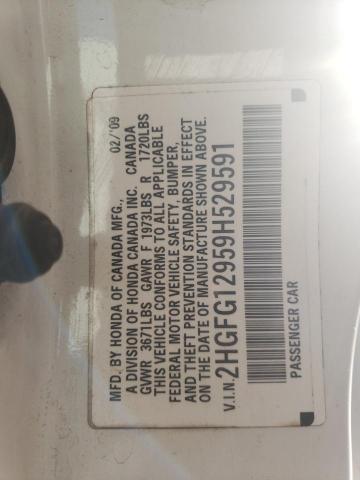 MFD. BY HONDA OF CANADA MFG., 02/'09
A DIVISION OF HONDA CANADA INC. CANADA
GVWR 3671LBS GAWR F 1973LBS R 1720LBS
THIS VEHICLE CONFORMS TO ALL APPLICABLE
FEDERAL MOTOR VEHICLE SAFETY, BUMPER,
AND THEFT PREVENTION STANDARDS IN EFFECT
ON THE DATE OF MANUFACTURE SHOWN ABOVE.
V.I.N. 2HGFG12959H529591
PASSENGER CAR